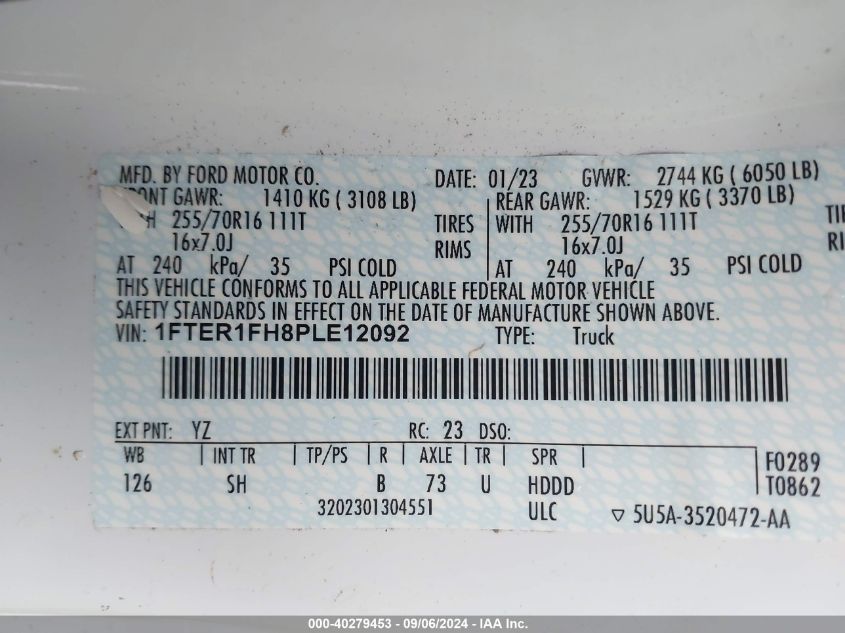 MFD. BY FORD MOTOR CO. DATE: 01/23 GVWR: 2744 KG ( 6050 LB)
FRONT GAWR: 1410 KG ( 3108 LB) REAR GAWR: 1529 KG ( 3370 LB)
255/70R16 111T TIRES WITH 255/70R16 111T
16x7.0J RIMS 16x7.0J
AT 240 kPa/ 35 PSI COLD AT 240 kPa/ 35 PSI COLD
THIS VEHICLE CONFORMS TO ALL APPLICABLE FEDERAL MOTOR VEHICLE
SAFETY STANDARDS IN EFFECT ON THE DATE OF MANUFACTURE SHOWN ABOVE.
VIN: 1FTER1FH8PLE12092 TYPE: Truck
EXT PNT: YZ RC: 23 DSO:
WB INT TR TP/PS R AXLE TR SPR F0289
126 SH B 73 U HDDD T0862
3202301304551 ULC ▽ 5U5A-3520472-AA
000-40279453 - 09/06/2024 - IAA Inc.